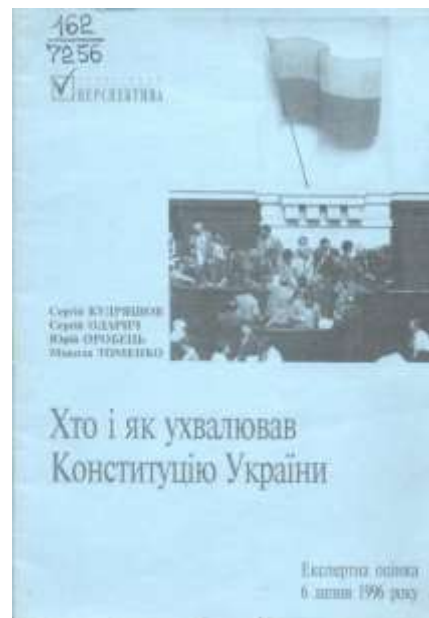 162
7256
ПЕРСПЕКТИВА
Сергій КУДРЯШОВ
Сергій ОДАРИЧ
Юрій ОРОБЕЦЬ
Микола ТОМЕНКО
Хто і як ухвалював
Конституцію України
Експертна оцінка
6 липня 1996 року